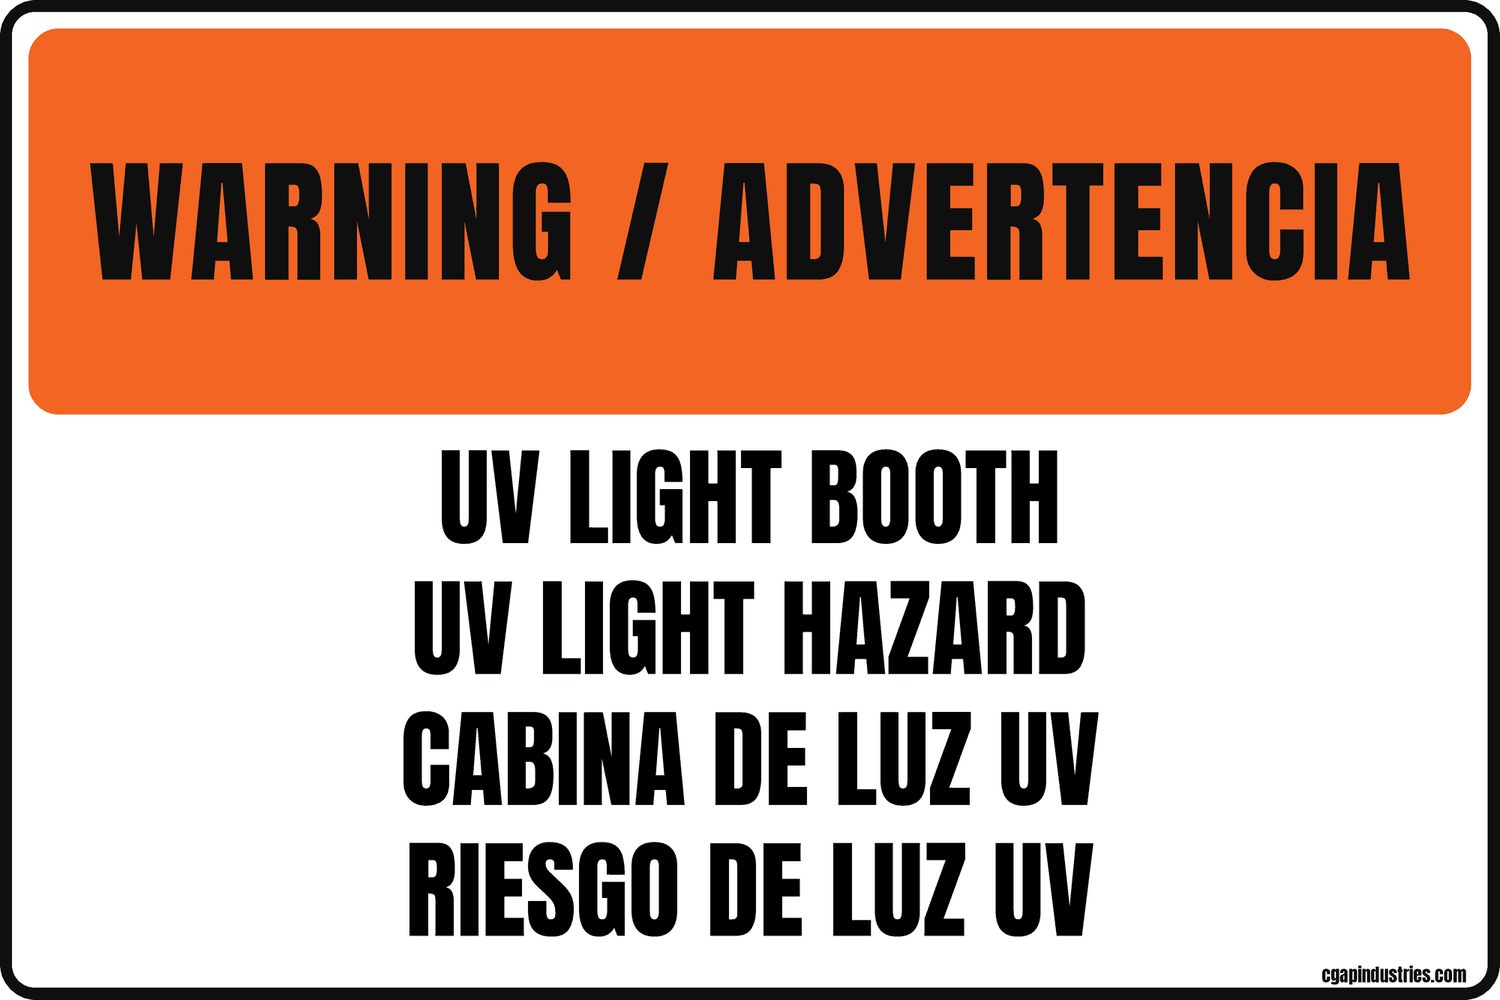 WARNING / ADVERTENCIA
UV LIGHT BOOTH
UV LIGHT HAZARD
CABINA DE LUZ UV
RIESGO DE LUZ UV
cgapindustries.com